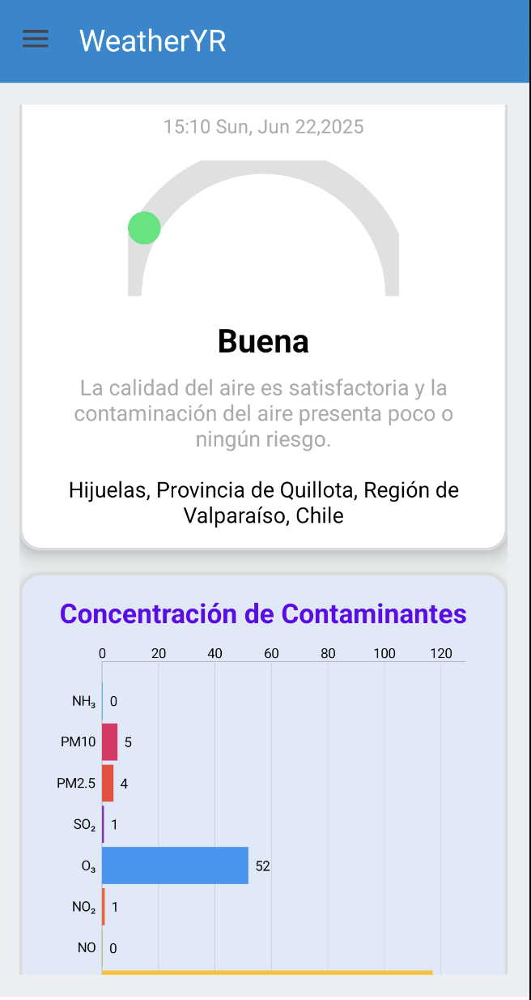 WeatherYR
15:10 Sun, Jun 22,2025
Buena
La calidad del aire es satisfactoria y la
contaminación del aire presenta poco o
ningún riesgo.
Hijuelas, Provincia de Quillota, Región de
Valparaíso, Chile
Concentración de Contaminantes
0 20 40 60 80 100 120
NH₃ 0
PM10 5
PM2.5 4
SO₂ 1
O₃ 52
NO₂ 1
NO 0